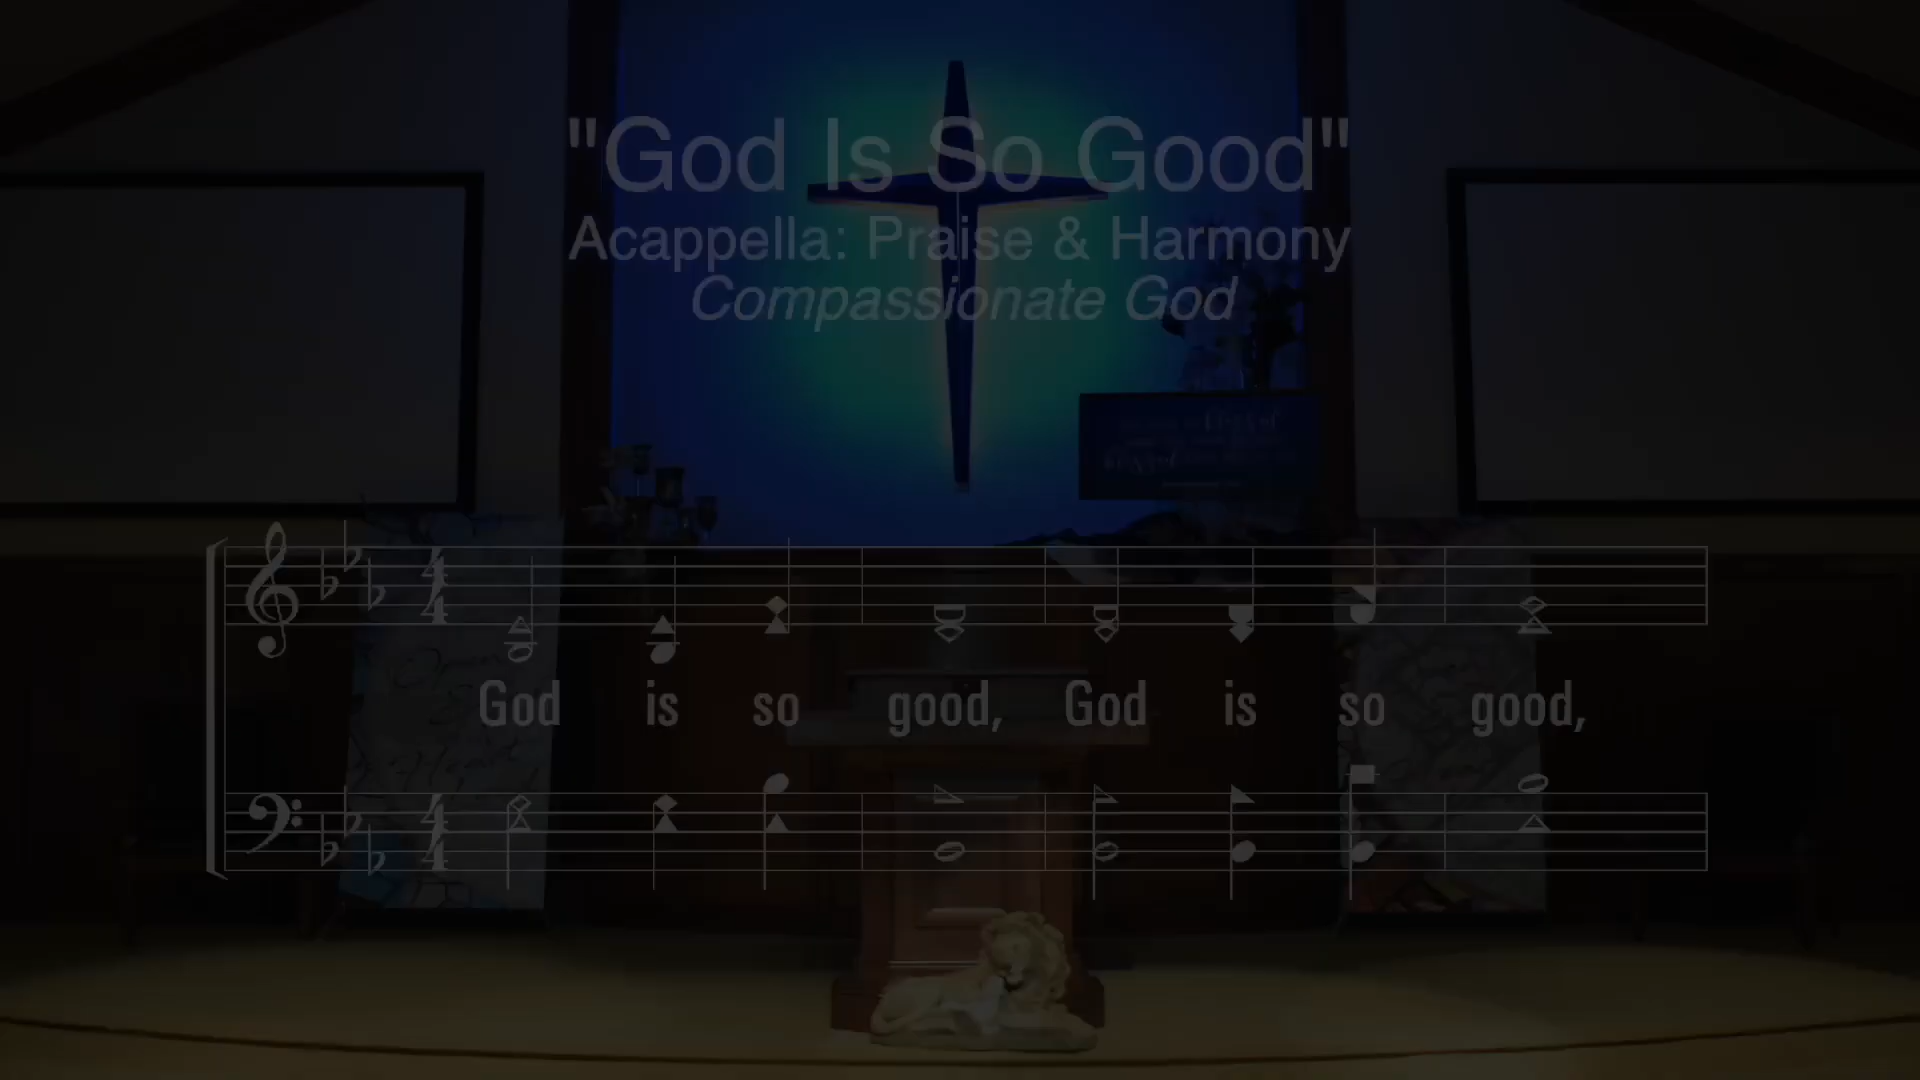 "God Is So Good"
Acappella: Praise & Harmony
Compassionate God
God is so good, God is so good,